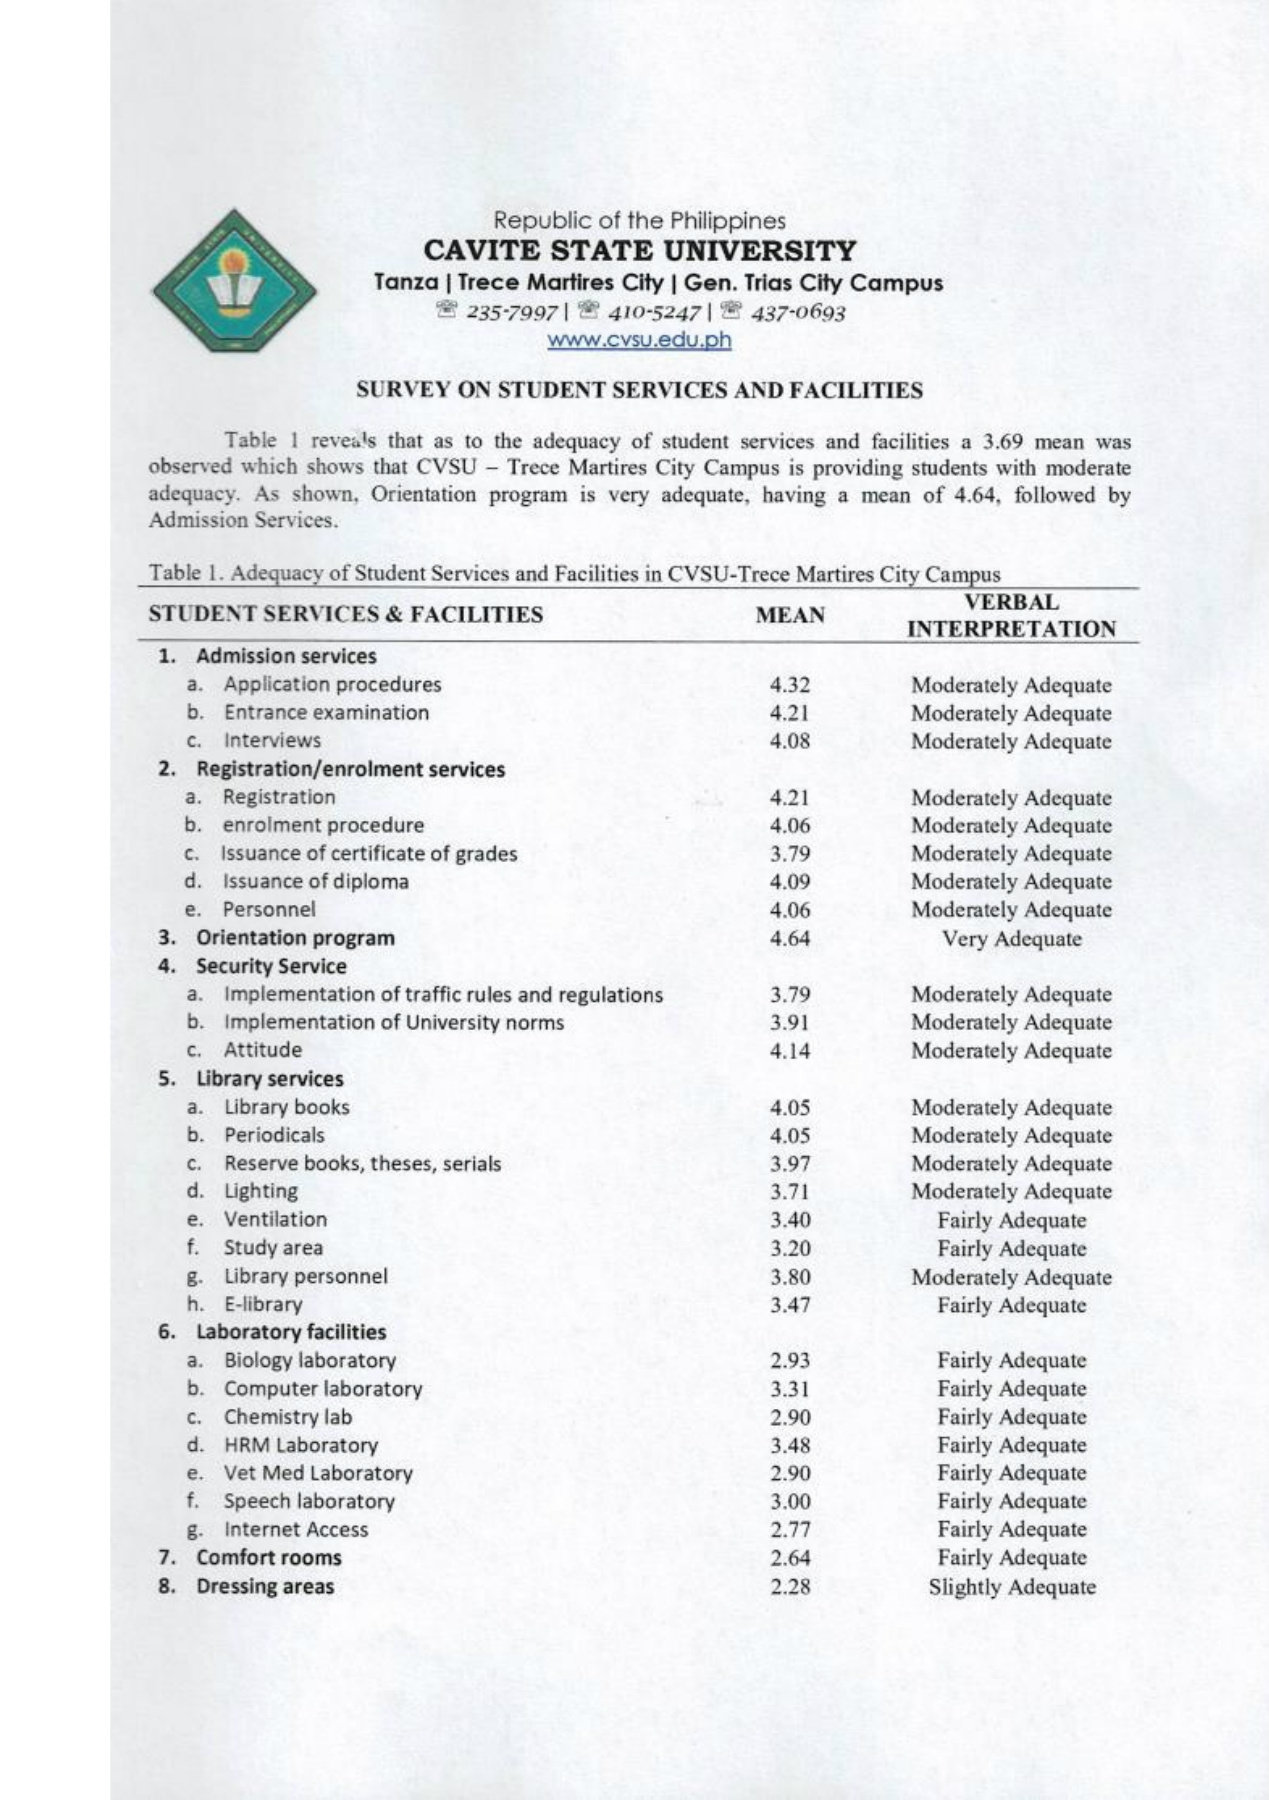 Republic of the Philippines
CAVITE STATE UNIVERSITY
Tanza | Trece Martires City | Gen. Trias City Campus
☏ 235-7997 | ☏ 410-5247 | ☏ 437-0693
www.cvsu.edu.ph
SURVEY ON STUDENT SERVICES AND FACILITIES
Table 1 reveals that as to the adequacy of student services and facilities a 3.69 mean was
observed which shows that CVSU – Trece Martires City Campus is providing students with moderate
adequacy. As shown, Orientation program is very adequate, having a mean of 4.64, followed by
Admission Services.
Table 1. Adequacy of Student Services and Facilities in CVSU-Trece Martires City Campus
STUDENT SERVICES & FACILITIES MEAN VERBAL
INTERPRETATION
1. Admission services
a. Application procedures 4.32 Moderately Adequate
b. Entrance examination 4.21 Moderately Adequate
c. Interviews 4.08 Moderately Adequate
2. Registration/enrolment services
a. Registration 4.21 Moderately Adequate
b. enrolment procedure 4.06 Moderately Adequate
c. Issuance of certificate of grades 3.79 Moderately Adequate
d. Issuance of diploma 4.09 Moderately Adequate
e. Personnel 4.06 Moderately Adequate
3. Orientation program 4.64 Very Adequate
4. Security Service
a. Implementation of traffic rules and regulations 3.79 Moderately Adequate
b. Implementation of University norms 3.91 Moderately Adequate
c. Attitude 4.14 Moderately Adequate
5. Library services
a. Library books 4.05 Moderately Adequate
b. Periodicals 4.05 Moderately Adequate
c. Reserve books, theses, serials 3.97 Moderately Adequate
d. Lighting 3.71 Moderately Adequate
e. Ventilation 3.40 Fairly Adequate
f. Study area 3.20 Fairly Adequate
g. Library personnel 3.80 Moderately Adequate
h. E-library 3.47 Fairly Adequate
6. Laboratory facilities
a. Biology laboratory 2.93 Fairly Adequate
b. Computer laboratory 3.31 Fairly Adequate
c. Chemistry lab 2.90 Fairly Adequate
d. HRM Laboratory 3.48 Fairly Adequate
e. Vet Med Laboratory 2.90 Fairly Adequate
f. Speech laboratory 3.00 Fairly Adequate
g. Internet Access 2.77 Fairly Adequate
7. Comfort rooms 2.64 Fairly Adequate
8. Dressing areas 2.28 Slightly Adequate